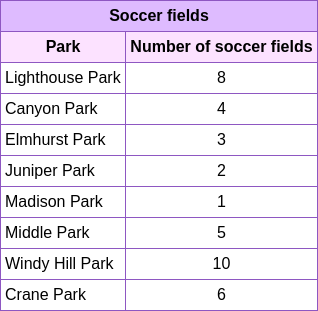 Soccer fields
Park Number of soccer fields
Lighthouse Park 8
Canyon Park 4
Elmhurst Park 3
Juniper Park 2
Madison Park 1
Middle Park 5
Windy Hill Park 10
Crane Park 6